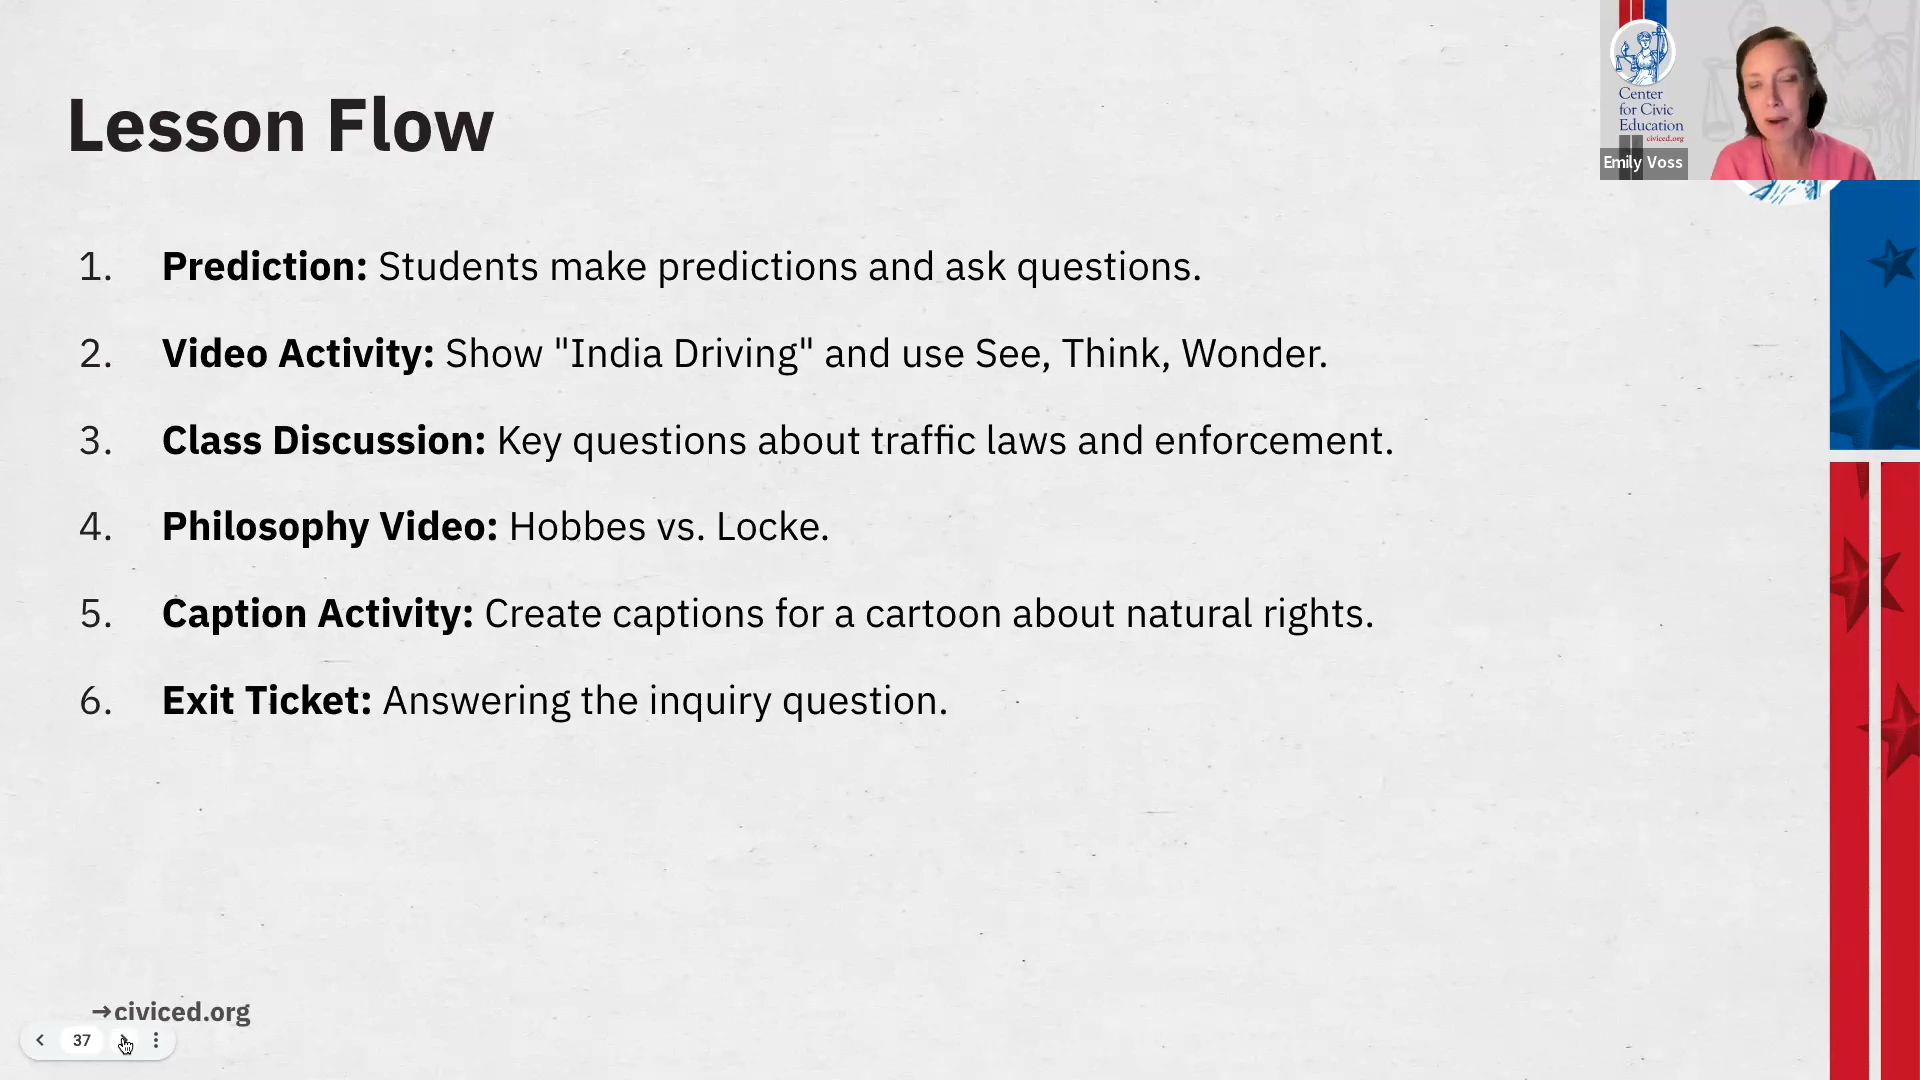 Lesson Flow
1. Prediction: Students make predictions and ask questions.
2. Video Activity: Show "India Driving" and use See, Think, Wonder.
3. Class Discussion: Key questions about traffic laws and enforcement.
4. Philosophy Video: Hobbes vs. Locke.
5. Caption Activity: Create captions for a cartoon about natural rights.
6. Exit Ticket: Answering the inquiry question.
→civiced.org
37
Center
for Civic
Education
civiced.org
Emily Voss